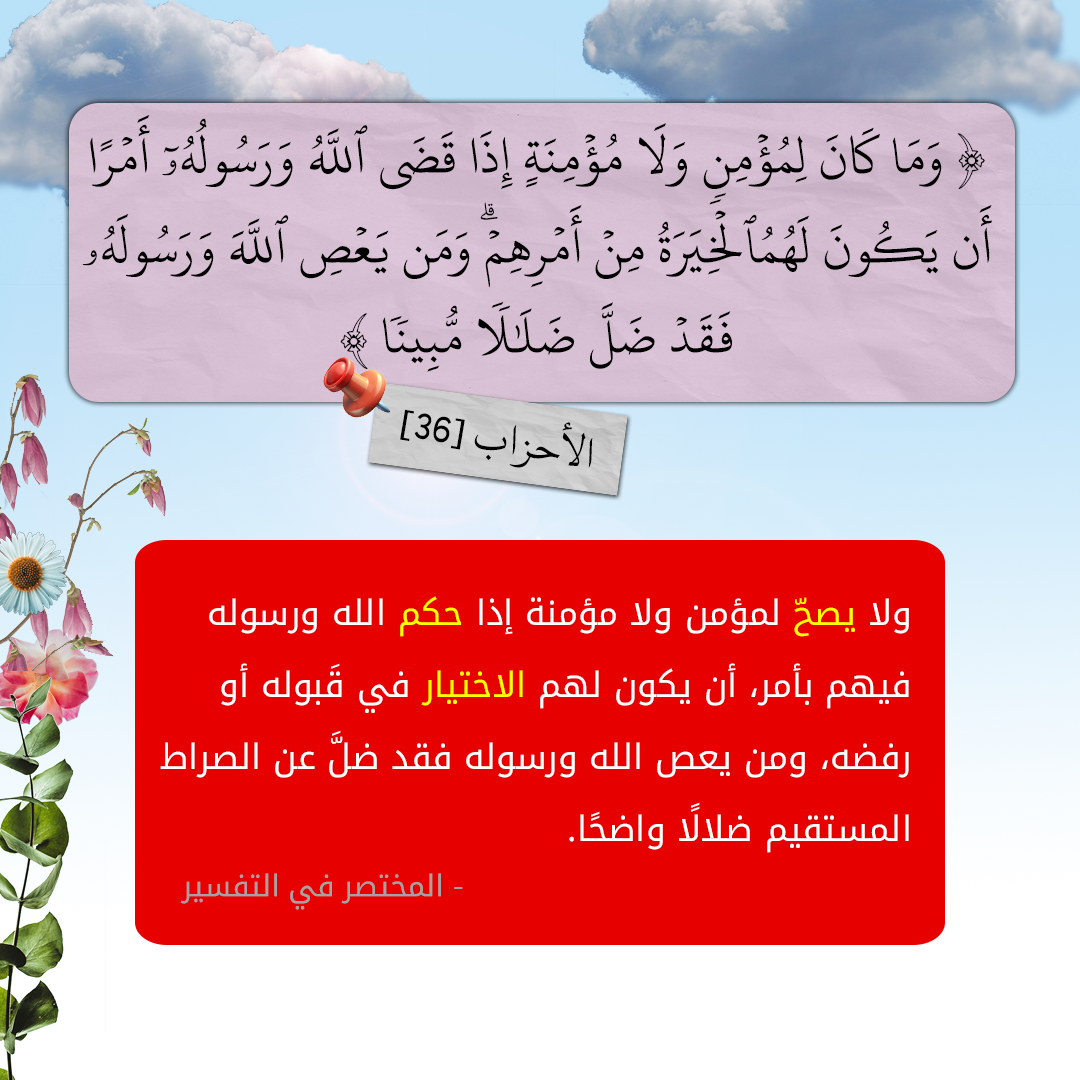 ﴿ وَمَا كَانَ لِمُؤۡمِنٖ وَلَا مُؤۡمِنَةٍ إِذَا قَضَى ٱللَّهُ وَرَسُولُهُۥٓ أَمۡرًا
أَن يَكُونَ لَهُمُ ٱلۡخِيَرَةُ مِنۡ أَمۡرِهِمۡۗ وَمَن يَعۡصِ ٱللَّهَ وَرَسُولَهُۥ
فَقَدۡ ضَلَّ ضَلَٰلٗا مُّبِينٗا ﴾
الأحزاب [36]
ولا يصحّ لمؤمن ولا مؤمنة إذا حكم الله ورسوله
فيهم بأمر، أن يكون لهم الاختيار في قَبوله أو
رفضه، ومن يعص الله ورسوله فقد ضلَّ عن الصراط
المستقيم ضلالًا واضحًا.
- المختصر في التفسير